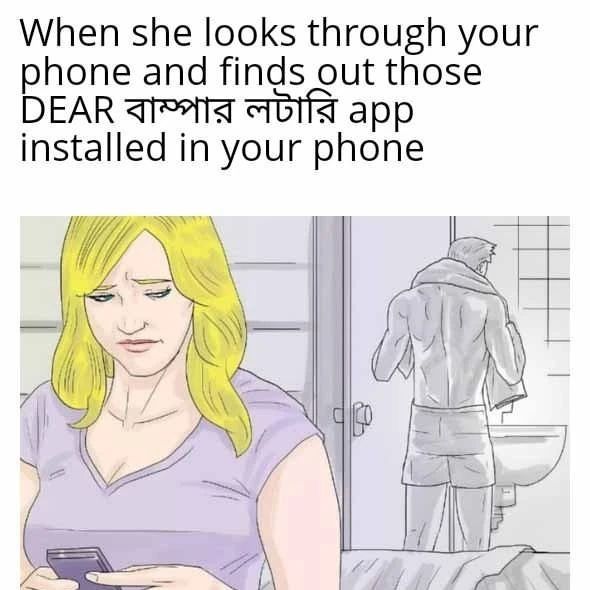 When she looks through your
phone and finds out those
DEAR বাম্পার লটারি app
installed in your phone